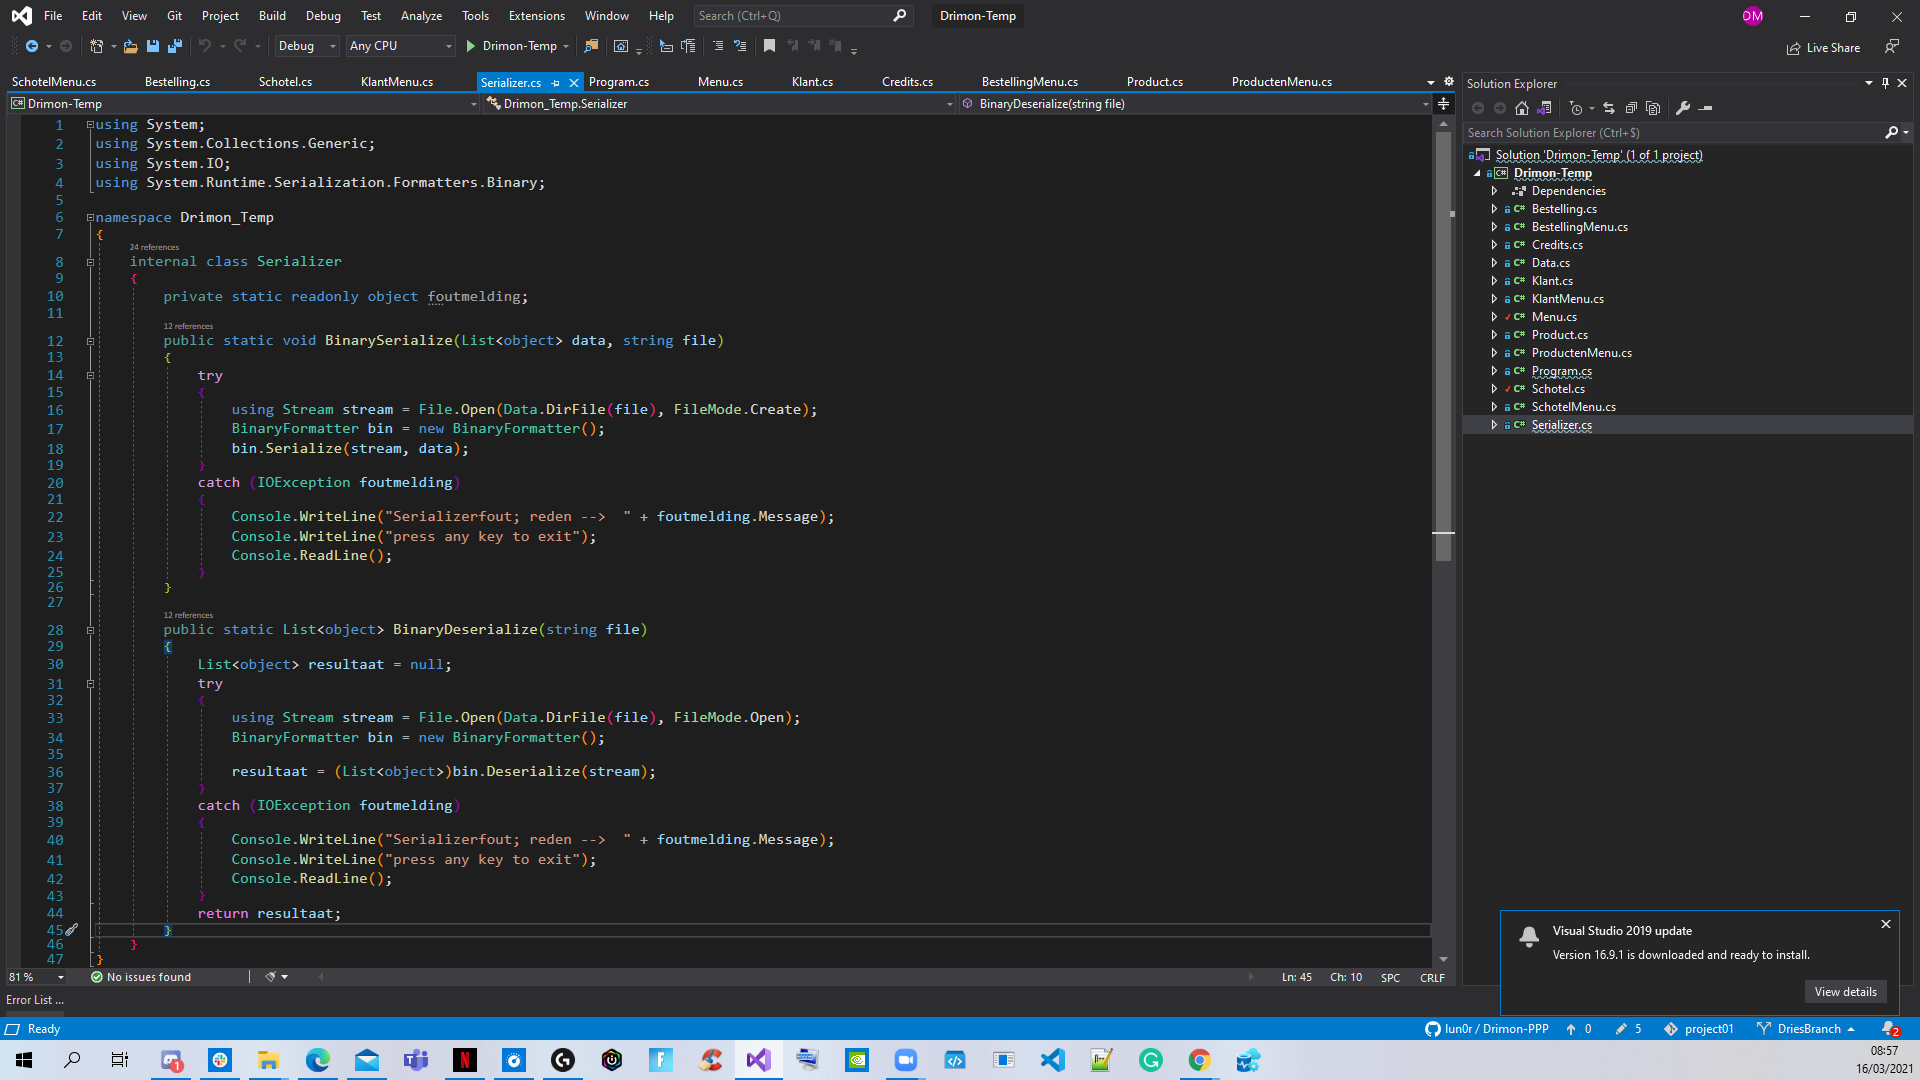 File Edit View Git Project Build Debug Test Analyze Tools Extensions Window Help Search (Ctrl+Q) Drimon-Temp DM
Debug Any CPU Drimon-Temp Live Share
SchotelMenu.cs Bestelling.cs Schotel.cs KlantMenu.cs Serializer.cs Program.cs Menu.cs Klant.cs Credits.cs BestellingMenu.cs Product.cs ProductenMenu.cs
Drimon-Temp Drimon_Temp.Serializer BinaryDeserialize(string file)
1 using System;
2 using System.Collections.Generic;
3 using System.IO;
4 using System.Runtime.Serialization.Formatters.Binary;
5
6 namespace Drimon_Temp
7 {
24 references
8 internal class Serializer
9 {
10 private static readonly object foutmelding;
11
12 references
12 public static void BinarySerialize(List<object> data, string file)
13 {
14 try
15 {
16 using Stream stream = File.Open(Data.DirFile(file), FileMode.Create);
17 BinaryFormatter bin = new BinaryFormatter();
18 bin.Serialize(stream, data);
19 }
20 catch (IOException foutmelding)
21 {
22 Console.WriteLine("Serializerfout; reden -->  " + foutmelding.Message);
23 Console.WriteLine("press any key to exit");
24 Console.ReadLine();
25 }
26 }
27
12 references
28 public static List<object> BinaryDeserialize(string file)
29 {
30 List<object> resultaat = null;
31 try
32 {
33 using Stream stream = File.Open(Data.DirFile(file), FileMode.Open);
34 BinaryFormatter bin = new BinaryFormatter();
35
36 resultaat = (List<object>)bin.Deserialize(stream);
37 }
38 catch (IOException foutmelding)
39 {
40 Console.WriteLine("Serializerfout; reden -->  " + foutmelding.Message);
41 Console.WriteLine("press any key to exit");
42 Console.ReadLine();
43 }
44 return resultaat;
45 }
46 }
47 }
81 % No issues found Ln: 45 Ch: 10 SPC CRLF
Error List ...
Solution Explorer
Search Solution Explorer (Ctrl+$)
Solution 'Drimon-Temp' (1 of 1 project)
C# Drimon-Temp
Dependencies
C# Bestelling.cs
C# BestellingMenu.cs
C# Credits.cs
C# Data.cs
C# Klant.cs
C# KlantMenu.cs
C# Menu.cs
C# Product.cs
C# ProductenMenu.cs
C# Program.cs
C# Schotel.cs
C# SchotelMenu.cs
C# Serializer.cs
Visual Studio 2019 update
Version 16.9.1 is downloaded and ready to install.
View details
Ready lun0r / Drimon-PPP 0 5 project01 DriesBranch 2
1 N F G
08:57
16/03/2021